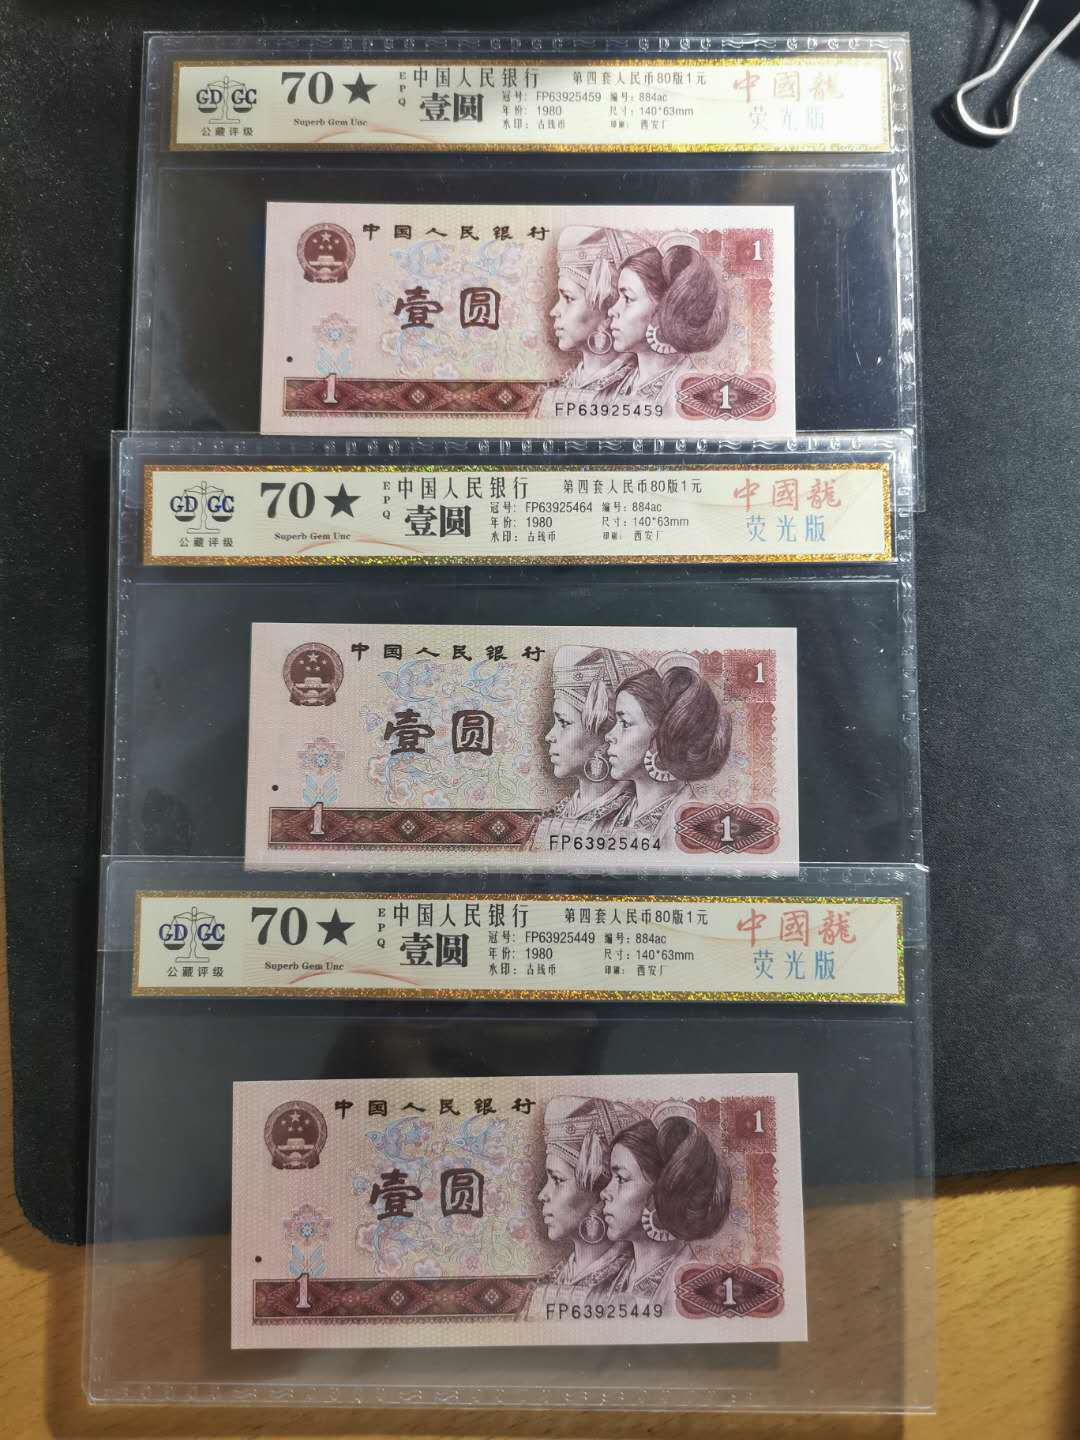 GDGC GDGC GDGC
GD GC
公藏评级
70★
Superb Gem Unc
EPQ
中国人民银行 第四套人民币80版1元
壹圆
冠号: FP63925459 编号: 884ac
年份: 1980 尺寸: 140*63mm
水印: 古钱币 印刷: 西安厂
中國龍
荧光版
中国人民银行
1
壹圆
1
FP63925459
1
GD GC
公藏评级
70★
Superb Gem Unc
EPQ
中国人民银行 第四套人民币80版1元
壹圆
冠号: FP63925464 编号: 884ac
年份: 1980 尺寸: 140*63mm
水印: 古钱币 印刷: 西安厂
中國龍
荧光版
中国人民银行
1
壹圆
1
FP63925464
1
GD GC
公藏评级
70★
Superb Gem Unc
EPQ
中国人民银行 第四套人民币80版1元
壹圆
冠号: FP63925449 编号: 884ac
年份: 1980 尺寸: 140*63mm
水印: 古钱币 印刷: 西安厂
中國龍
荧光版
中国人民银行
1
壹圆
1
FP63925449
1